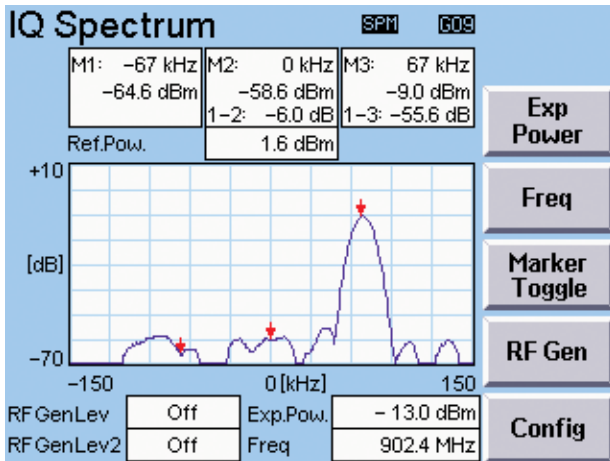 IQ Spectrum SPM G09
M1: −67 kHz M2: 0 kHz M3: 67 kHz
−64.6 dBm −58.6 dBm −9.0 dBm
1−2: −6.0 dB 1−3: −55.6 dB
Ref.Pow. 1.6 dBm
Exp
Power
Freq
Marker
Toggle
RF Gen
Config
+10
[dB]
−70
−150 0 [kHz] 150
RFGenLev Off Exp.Pow. −13.0 dBm
RFGenLev2 Off Freq 902.4 MHz